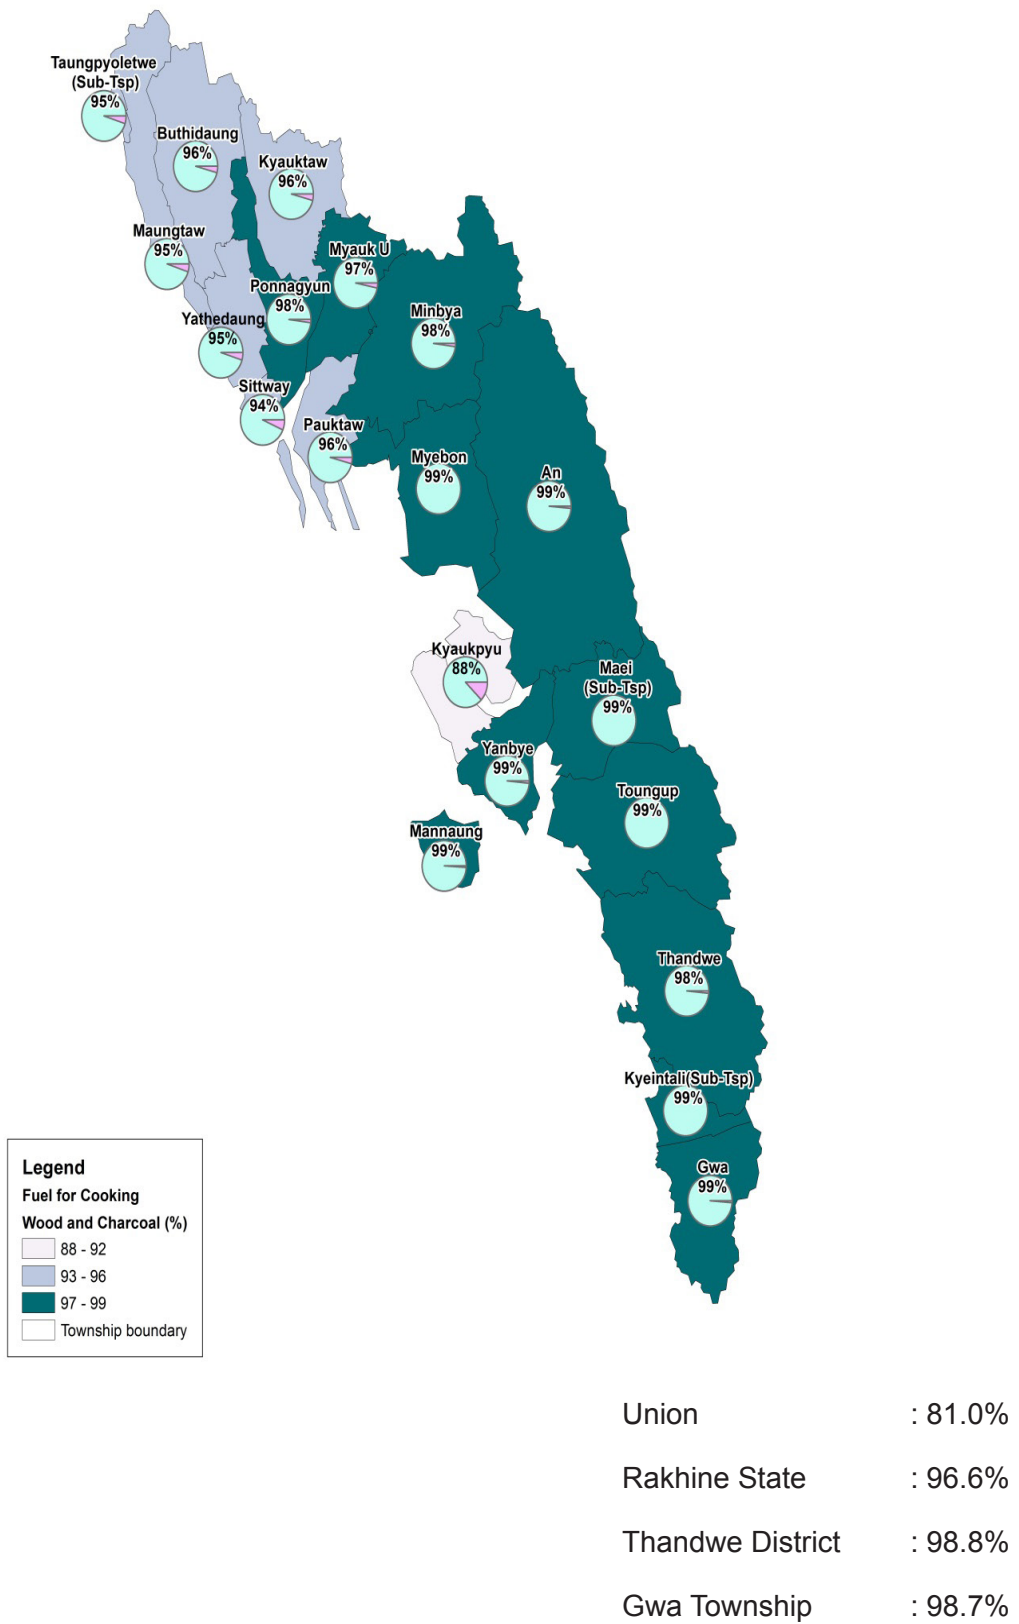 Taungpyoletwe
(Sub-Tsp)
95%
Buthidaung
96%
Kyauktaw
96%
Maungtaw
95%
Myauk U
97%
Ponnagyun
98%
Minbya
98%
Yathedaung
95%
Sittway
94%
Pauktaw
96%
Myebon
99%
An
99%
Kyaukpyu
88%
Maei
(Sub-Tsp)
99%
Yanbye
99%
Toungup
99%
Mannaung
99%
Thandwe
98%
Kyeintali(Sub-Tsp)
99%
Gwa
99%
Legend
Fuel for Cooking
Wood and Charcoal (%)
88 - 92
93 - 96
97 - 99
Township boundary
Union : 81.0%
Rakhine State : 96.6%
Thandwe District : 98.8%
Gwa Township : 98.7%